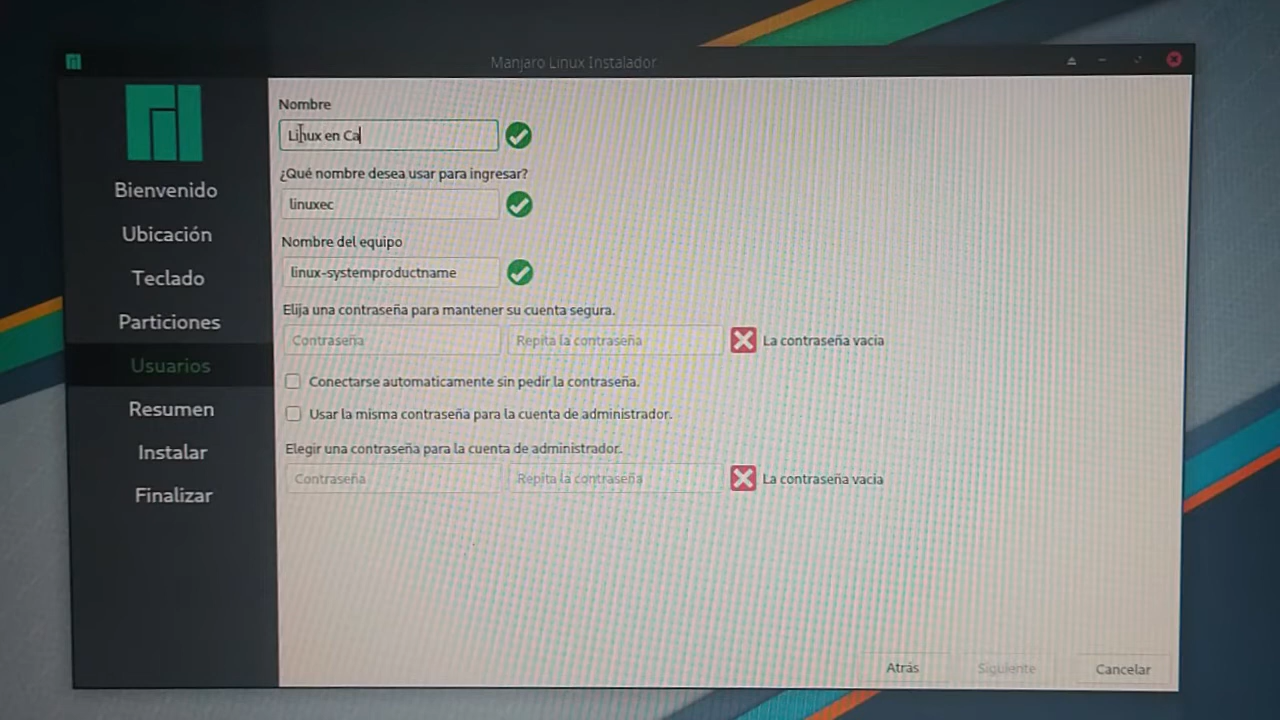 Manjaro Linux Instalador
Bienvenido
Ubicación
Teclado
Particiones
Usuarios
Resumen
Instalar
Finalizar
Nombre
Linux en Ca
¿Qué nombre desea usar para ingresar?
linuxec
Nombre del equipo
linux-systemproductname
Elija una contraseña para mantener su cuenta segura.
Contraseña Repita la contraseña La contraseña vacia
Conectarse automaticamente sin pedir la contraseña.
Usar la misma contraseña para la cuenta de administrador.
Elegir una contraseña para la cuenta de administrador.
Contraseña Repita la contraseña La contraseña vacia
Atrás Siguiente Cancelar